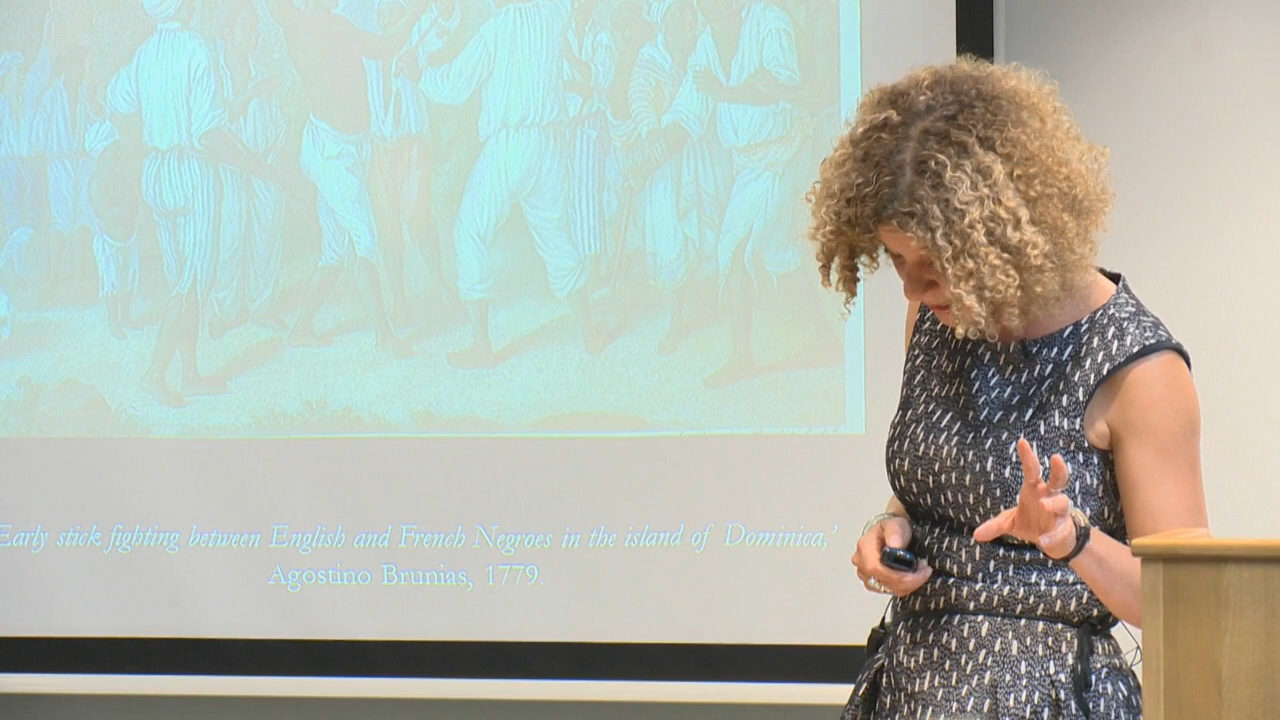 Early stick fighting between English and French Negroes in the island of Dominica,'
Agostino Brunias, 1779.